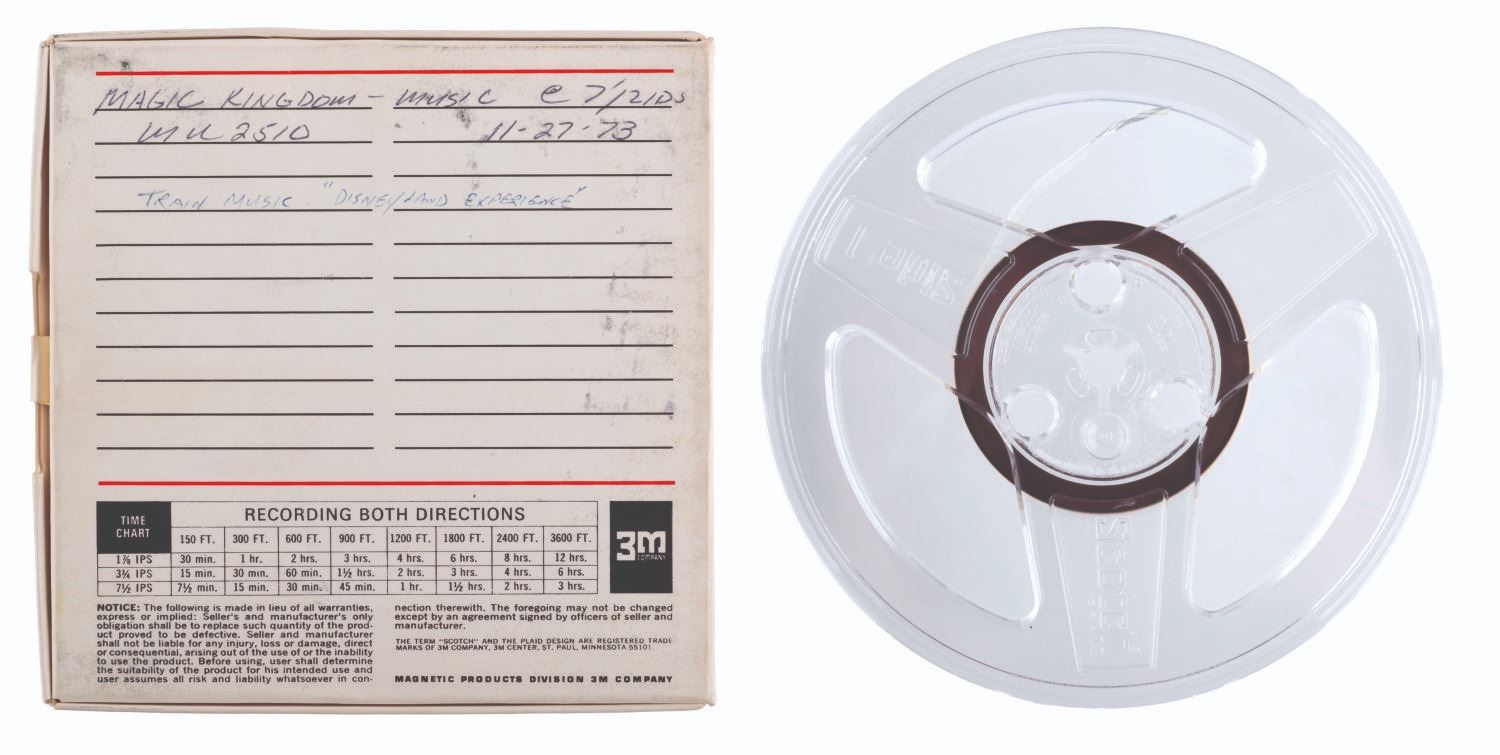 MAGIC KINGDOM - MUSIC @ 7 1/2 IPS
MU 2510 11-27-73
TRAIN MUSIC "DISNEYLAND EXPERIENCE"
TIME CHART
RECORDING BOTH DIRECTIONS
150 FT. 300 FT. 600 FT. 900 FT. 1200 FT. 1800 FT. 2400 FT. 3600 FT.
1⅞ IPS 30 min. 1 hr. 2 hrs. 3 hrs. 4 hrs. 6 hrs. 8 hrs. 12 hrs.
3¾ IPS 15 min. 30 min. 60 min. 1½ hrs. 2 hrs. 3 hrs. 4 hrs. 6 hrs.
7½ IPS 7½ min. 15 min. 30 min. 45 min. 1 hr. 1½ hrs. 2 hrs. 3 hrs.
3M
COMPANY
NOTICE: The following is made in lieu of all warranties,
express or implied: Seller's and manufacturer's only
obligation shall be to replace such quantity of the prod-
uct proved to be defective. Seller and manufacturer
shall not be liable for any injury, loss or damage, direct
or consequential, arising out of the use of or the inability
to use the product. Before using, user shall determine
the suitability of the product for his intended use and
user assumes all risk and liability whatsoever in con-
nection therewith. The foregoing may not be changed
except by an agreement signed by officers of seller and
manufacturer.
THE TERM "SCOTCH" AND THE PLAID DESIGN ARE REGISTERED TRADE
MARKS OF 3M COMPANY, 3M CENTER, ST. PAUL, MINNESOTA 55101
MAGNETIC PRODUCTS DIVISION 3M COMPANY